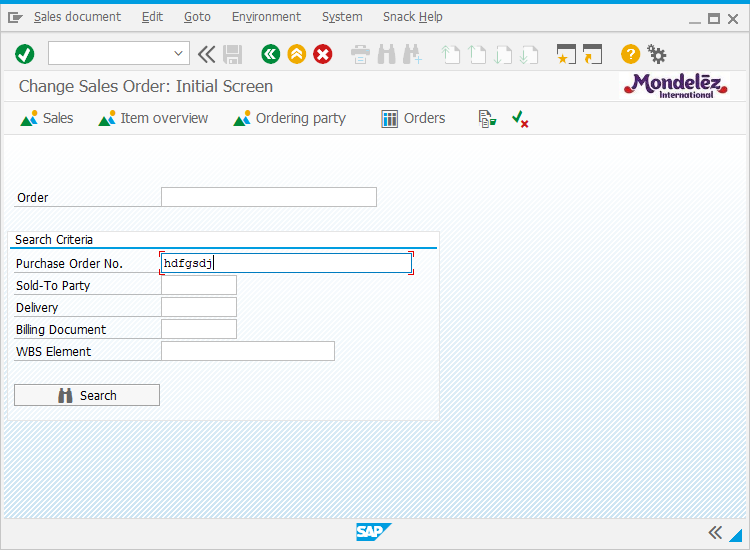 Sales document Edit Goto Environment System Snack Help
Change Sales Order: Initial Screen
Mondelēz
International
Sales Item overview Ordering party Orders
Order
Search Criteria
Purchase Order No. hdfgsdj
Sold-To Party
Delivery
Billing Document
WBS Element
Search
SAP